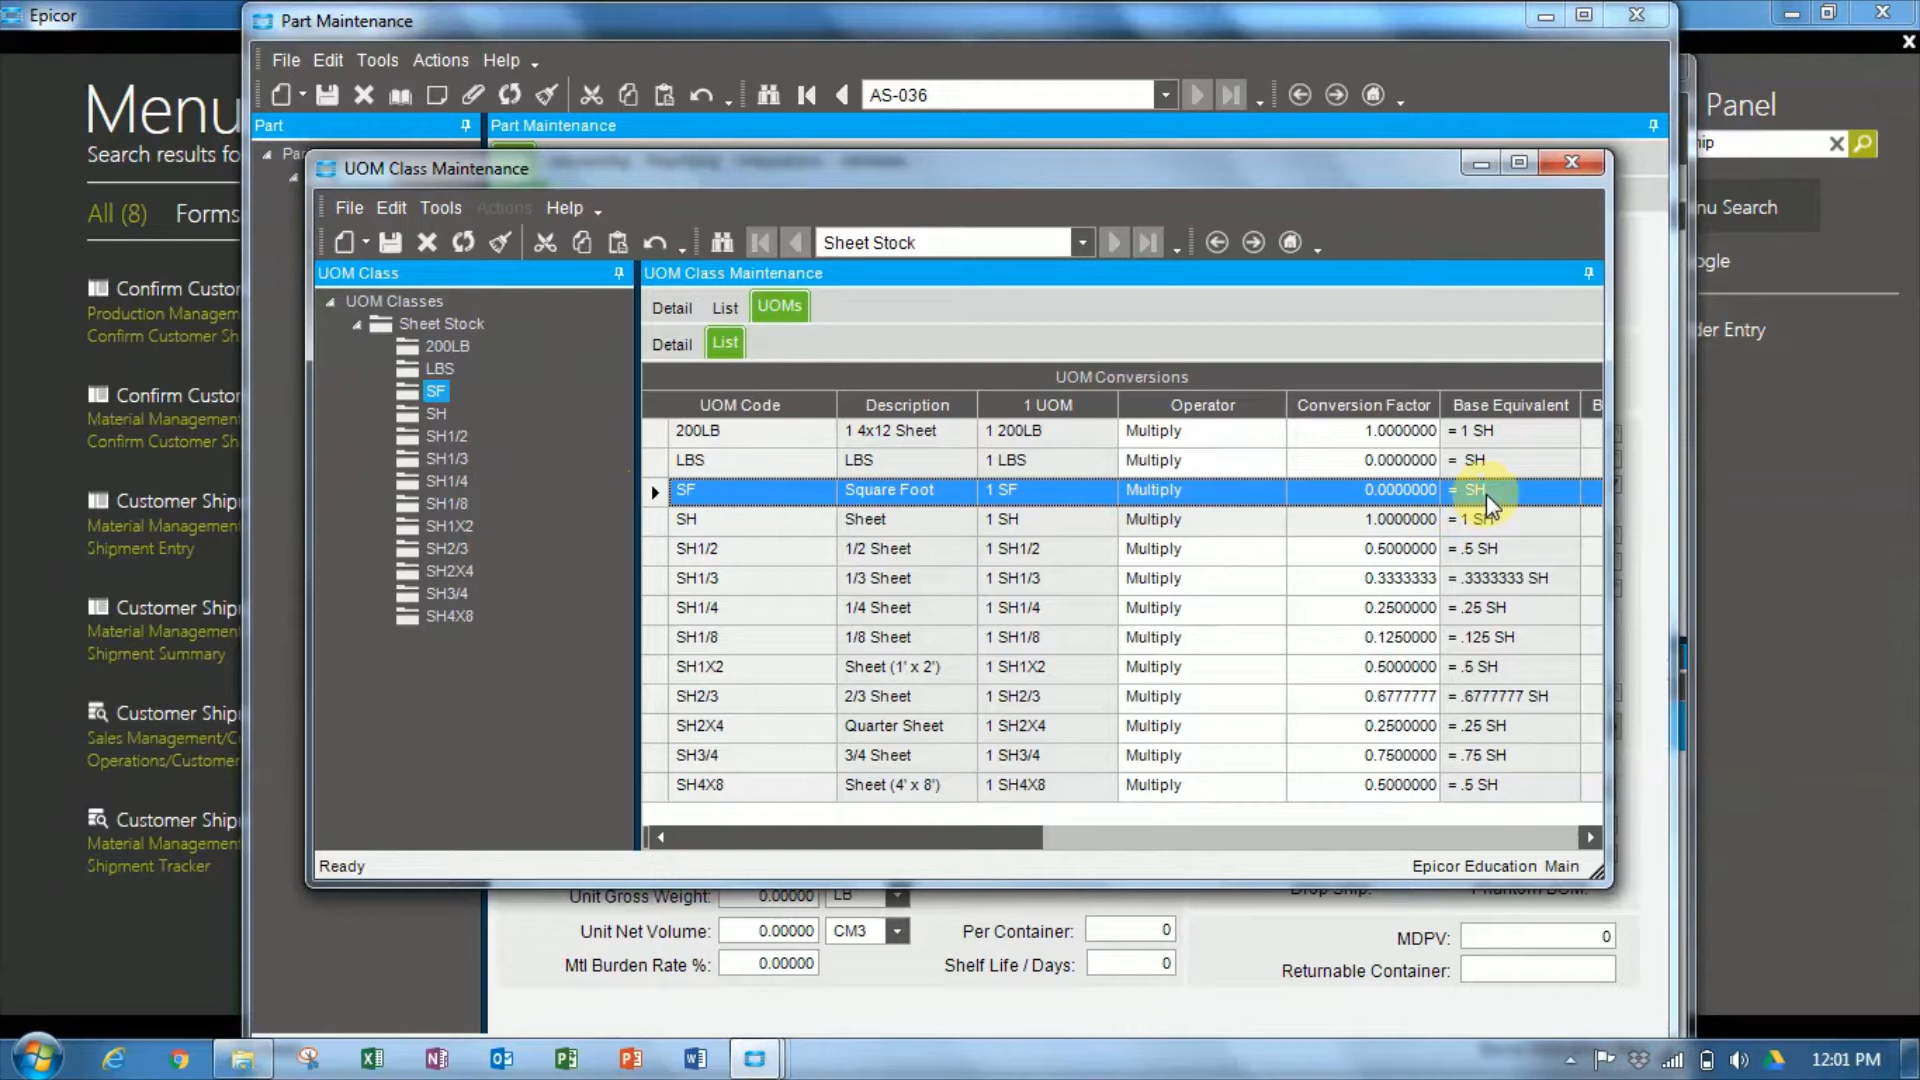 Epicor
Part Maintenance
File Edit Tools Actions Help
AS-036
Part
Part Maintenance
Menu
Search results fo
All (8) Forms
Confirm Custor
Production Managem
Confirm Customer Sh
Confirm Custor
Material Management
Confirm Customer Sh
Customer Ship
Material Management
Shipment Entry
Customer Ship
Material Management
Shipment Summary
Customer Ship
Sales Management/C
Operations/Customer
Customer Ship
Material Management
Shipment Tracker
Panel
ip
nu Search
ogle
der Entry
Par
UOM Class Maintenance
File Edit Tools Actions Help
Sheet Stock
UOM Class
UOM Classes
Sheet Stock
200LB
LBS
SF
SH
SH1/2
SH1/3
SH1/4
SH1/8
SH1X2
SH2/3
SH2X4
SH3/4
SH4X8
UOM Class Maintenance
Detail List UOMs
Detail List
UOM Conversions
UOM Code Description 1 UOM Operator Conversion Factor Base Equivalent B
200LB 1 4x12 Sheet 1 200LB Multiply 1.0000000 = 1 SH
LBS LBS 1 LBS Multiply 0.0000000 = SH
SF Square Foot 1 SF Multiply 0.0000000 = SH
SH Sheet 1 SH Multiply 1.0000000 = 1 SH
SH1/2 1/2 Sheet 1 SH1/2 Multiply 0.5000000 = .5 SH
SH1/3 1/3 Sheet 1 SH1/3 Multiply 0.3333333 = .3333333 SH
SH1/4 1/4 Sheet 1 SH1/4 Multiply 0.2500000 = .25 SH
SH1/8 1/8 Sheet 1 SH1/8 Multiply 0.1250000 = .125 SH
SH1X2 Sheet (1' x 2') 1 SH1X2 Multiply 0.5000000 = .5 SH
SH2/3 2/3 Sheet 1 SH2/3 Multiply 0.6777777 = .6777777 SH
SH2X4 Quarter Sheet 1 SH2X4 Multiply 0.2500000 = .25 SH
SH3/4 3/4 Sheet 1 SH3/4 Multiply 0.7500000 = .75 SH
SH4X8 Sheet (4' x 8') 1 SH4X8 Multiply 0.5000000 = .5 SH
Ready
Epicor Education Main
Unit Gross Weight: 0.00000 LB
Unit Net Volume: 0.00000 CM3
Mtl Burden Rate %: 0.00000
Per Container: 0
Shelf Life / Days: 0
Drop Ship: Phantom BOM:
MDPV: 0
Returnable Container:
12:01 PM